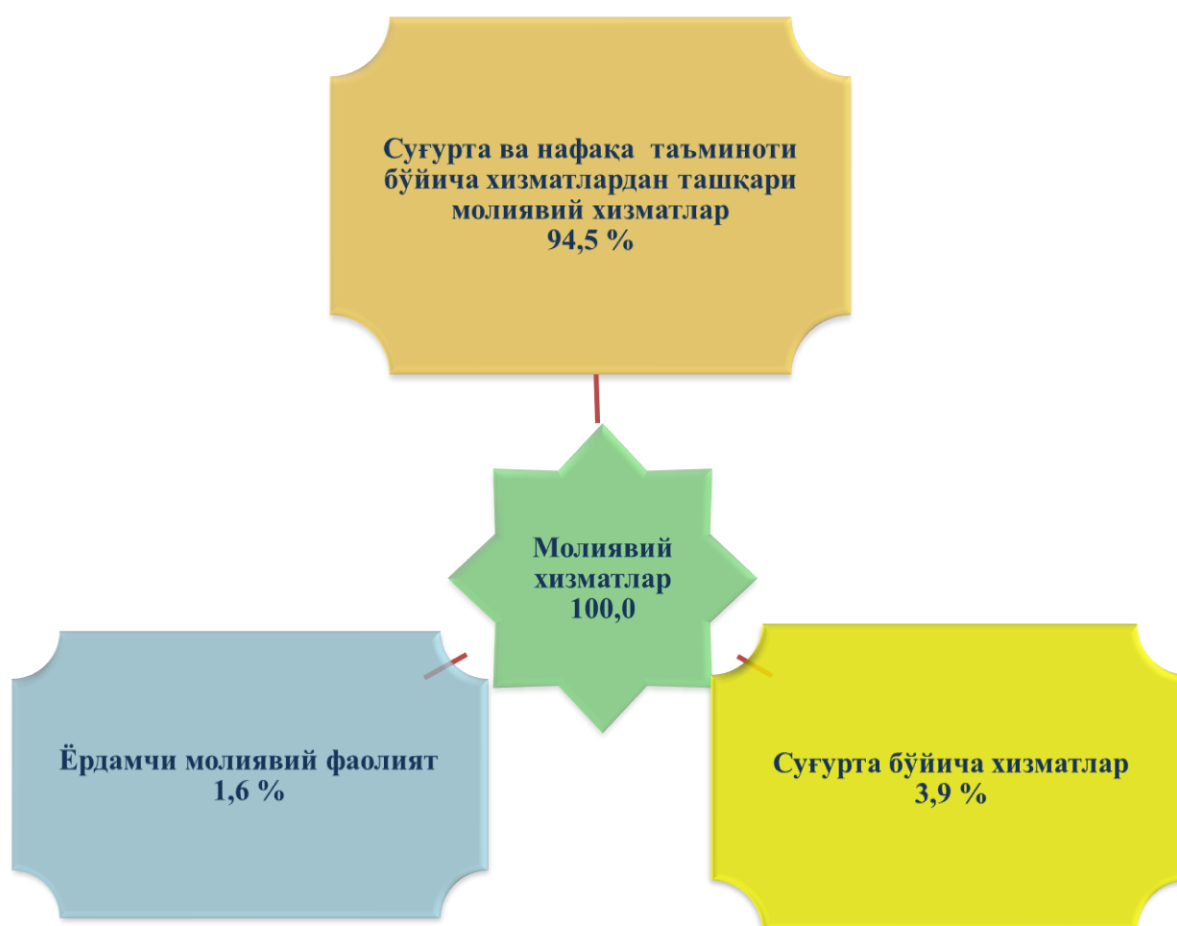 Суғурта ва нафақа таъминоти
бўйича хизматлардан ташқари
молиявий хизматлар
94,5 %
Молиявий
хизматлар
100,0
Ёрдамчи молиявий фаолият
1,6 %
Суғурта бўйича хизматлар
3,9 %